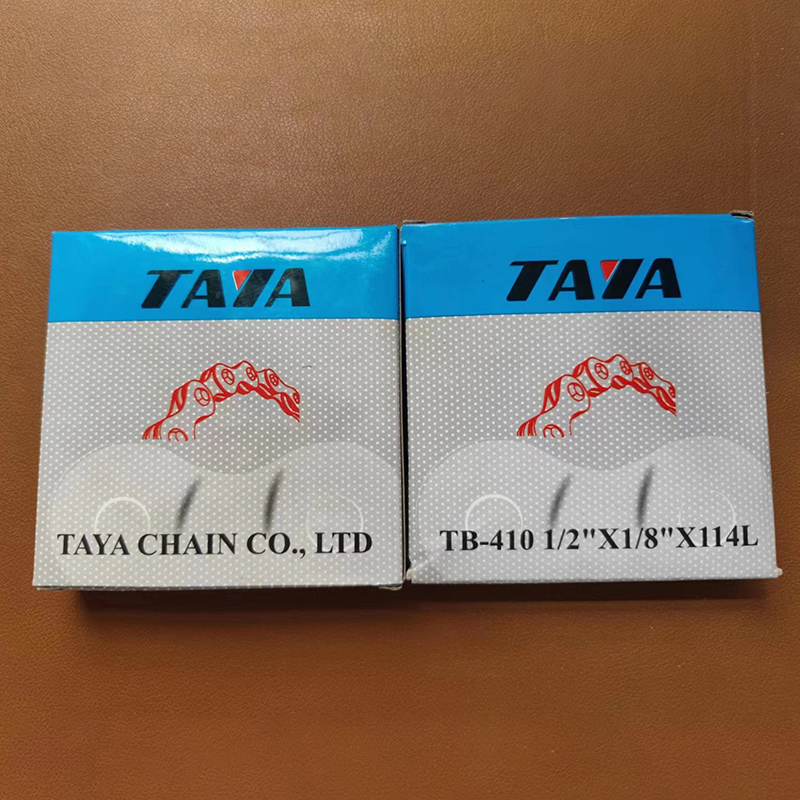 TAYA
TAYA CHAIN CO., LTD
TAYA
TB-410 1/2"X1/8"X114L